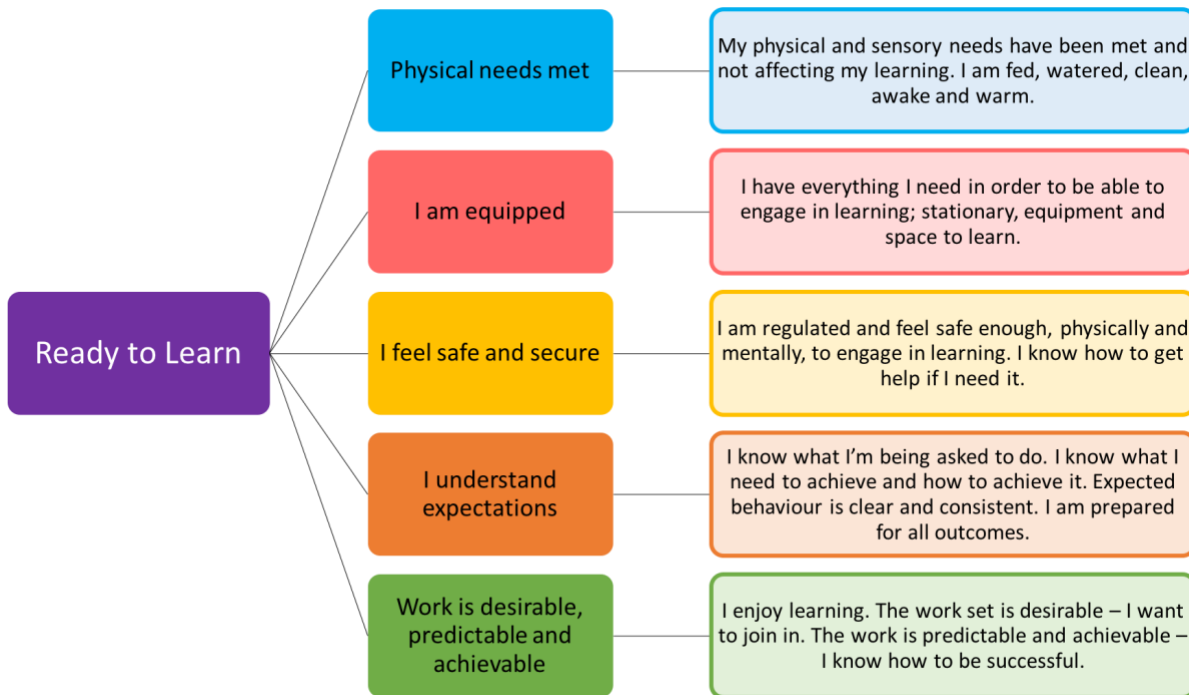 Ready to Learn
Physical needs met
My physical and sensory needs have been met and
not affecting my learning. I am fed, watered, clean,
awake and warm.
I am equipped
I have everything I need in order to be able to
engage in learning; stationary, equipment and
space to learn.
I feel safe and secure
I am regulated and feel safe enough, physically and
mentally, to engage in learning. I know how to get
help if I need it.
I understand
expectations
I know what I’m being asked to do. I know what I
need to achieve and how to achieve it. Expected
behaviour is clear and consistent. I am prepared
for all outcomes.
Work is desirable,
predictable and
achievable
I enjoy learning. The work set is desirable – I want
to join in. The work is predictable and achievable –
I know how to be successful.